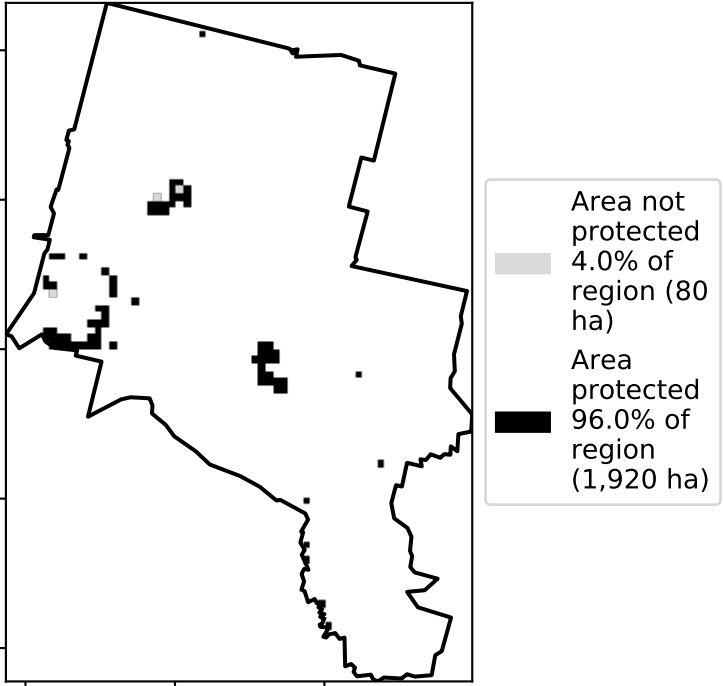 Area not
protected
4.0% of
region (80
ha)
Area
protected
96.0% of
region
(1,920 ha)